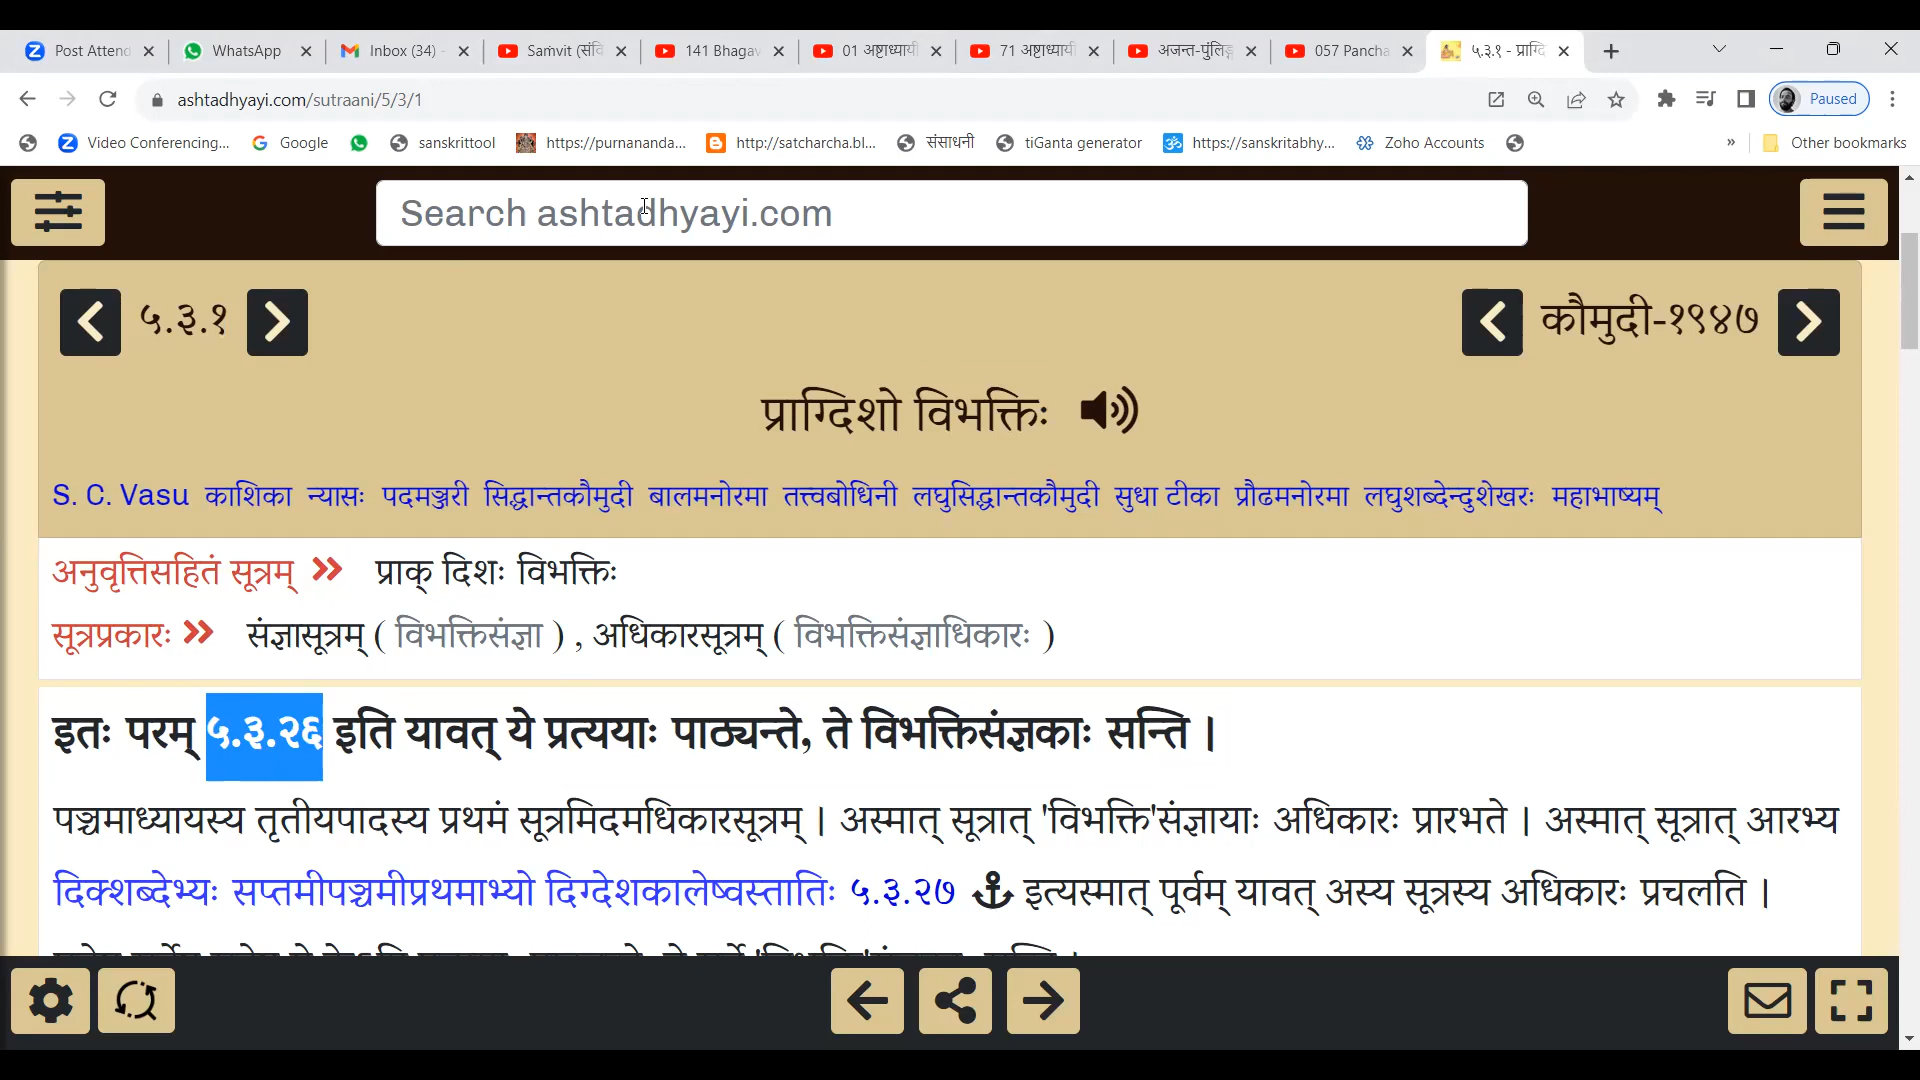 Post Attend WhatsApp Inbox (34) - Saṁvit (संवि 141 Bhagav 01 अष्टाध्यायी 71 अष्टाध्यायी अजन्त-पुंलिङ्ग 057 Pancha ५.३.१ - प्राग्दि
ashtadhyayi.com/sutraani/5/3/1 Paused
Video Conferencing... Google sanskrittool https://purnananda... http://satcharcha.bl... संसाधनी tiGanta generator https://sanskritabhy... Zoho Accounts » Other bookmarks
Search ashtadhyayi.com
५.३.१ कौमुदी-१९४७
प्राग्दिशो विभक्तिः
S. C. Vasu काशिका न्यासः पदमञ्जरी सिद्धान्तकौमुदी बालमनोरमा तत्त्वबोधिनी लघुसिद्धान्तकौमुदी सुधा टीका प्रौढमनोरमा लघुशब्देन्दुशेखरः महाभाष्यम्
अनुवृत्तिसहितं सूत्रम् प्राक् दिशः विभक्तिः
सूत्रप्रकारः संज्ञासूत्रम् ( विभक्तिसंज्ञा ) , अधिकारसूत्रम् ( विभक्तिसंज्ञाधिकारः )
इतः परम् ५.३.२६ इति यावत् ये प्रत्ययाः पाठ्यन्ते, ते विभक्तिसंज्ञकाः सन्ति ।
पञ्चमाध्यायस्य तृतीयपादस्य प्रथमं सूत्रमिदमधिकारसूत्रम् । अस्मात् सूत्रात् 'विभक्ति'संज्ञायाः अधिकारः प्रारभते । अस्मात् सूत्रात् आरभ्य
दिक्शब्देभ्यः सप्तमीपञ्चमीप्रथमाभ्यो दिग्देशकालेष्वस्तातिः ५.३.२७ इत्यस्मात् पूर्वम् यावत् अस्य सूत्रस्य अधिकारः प्रचलति ।